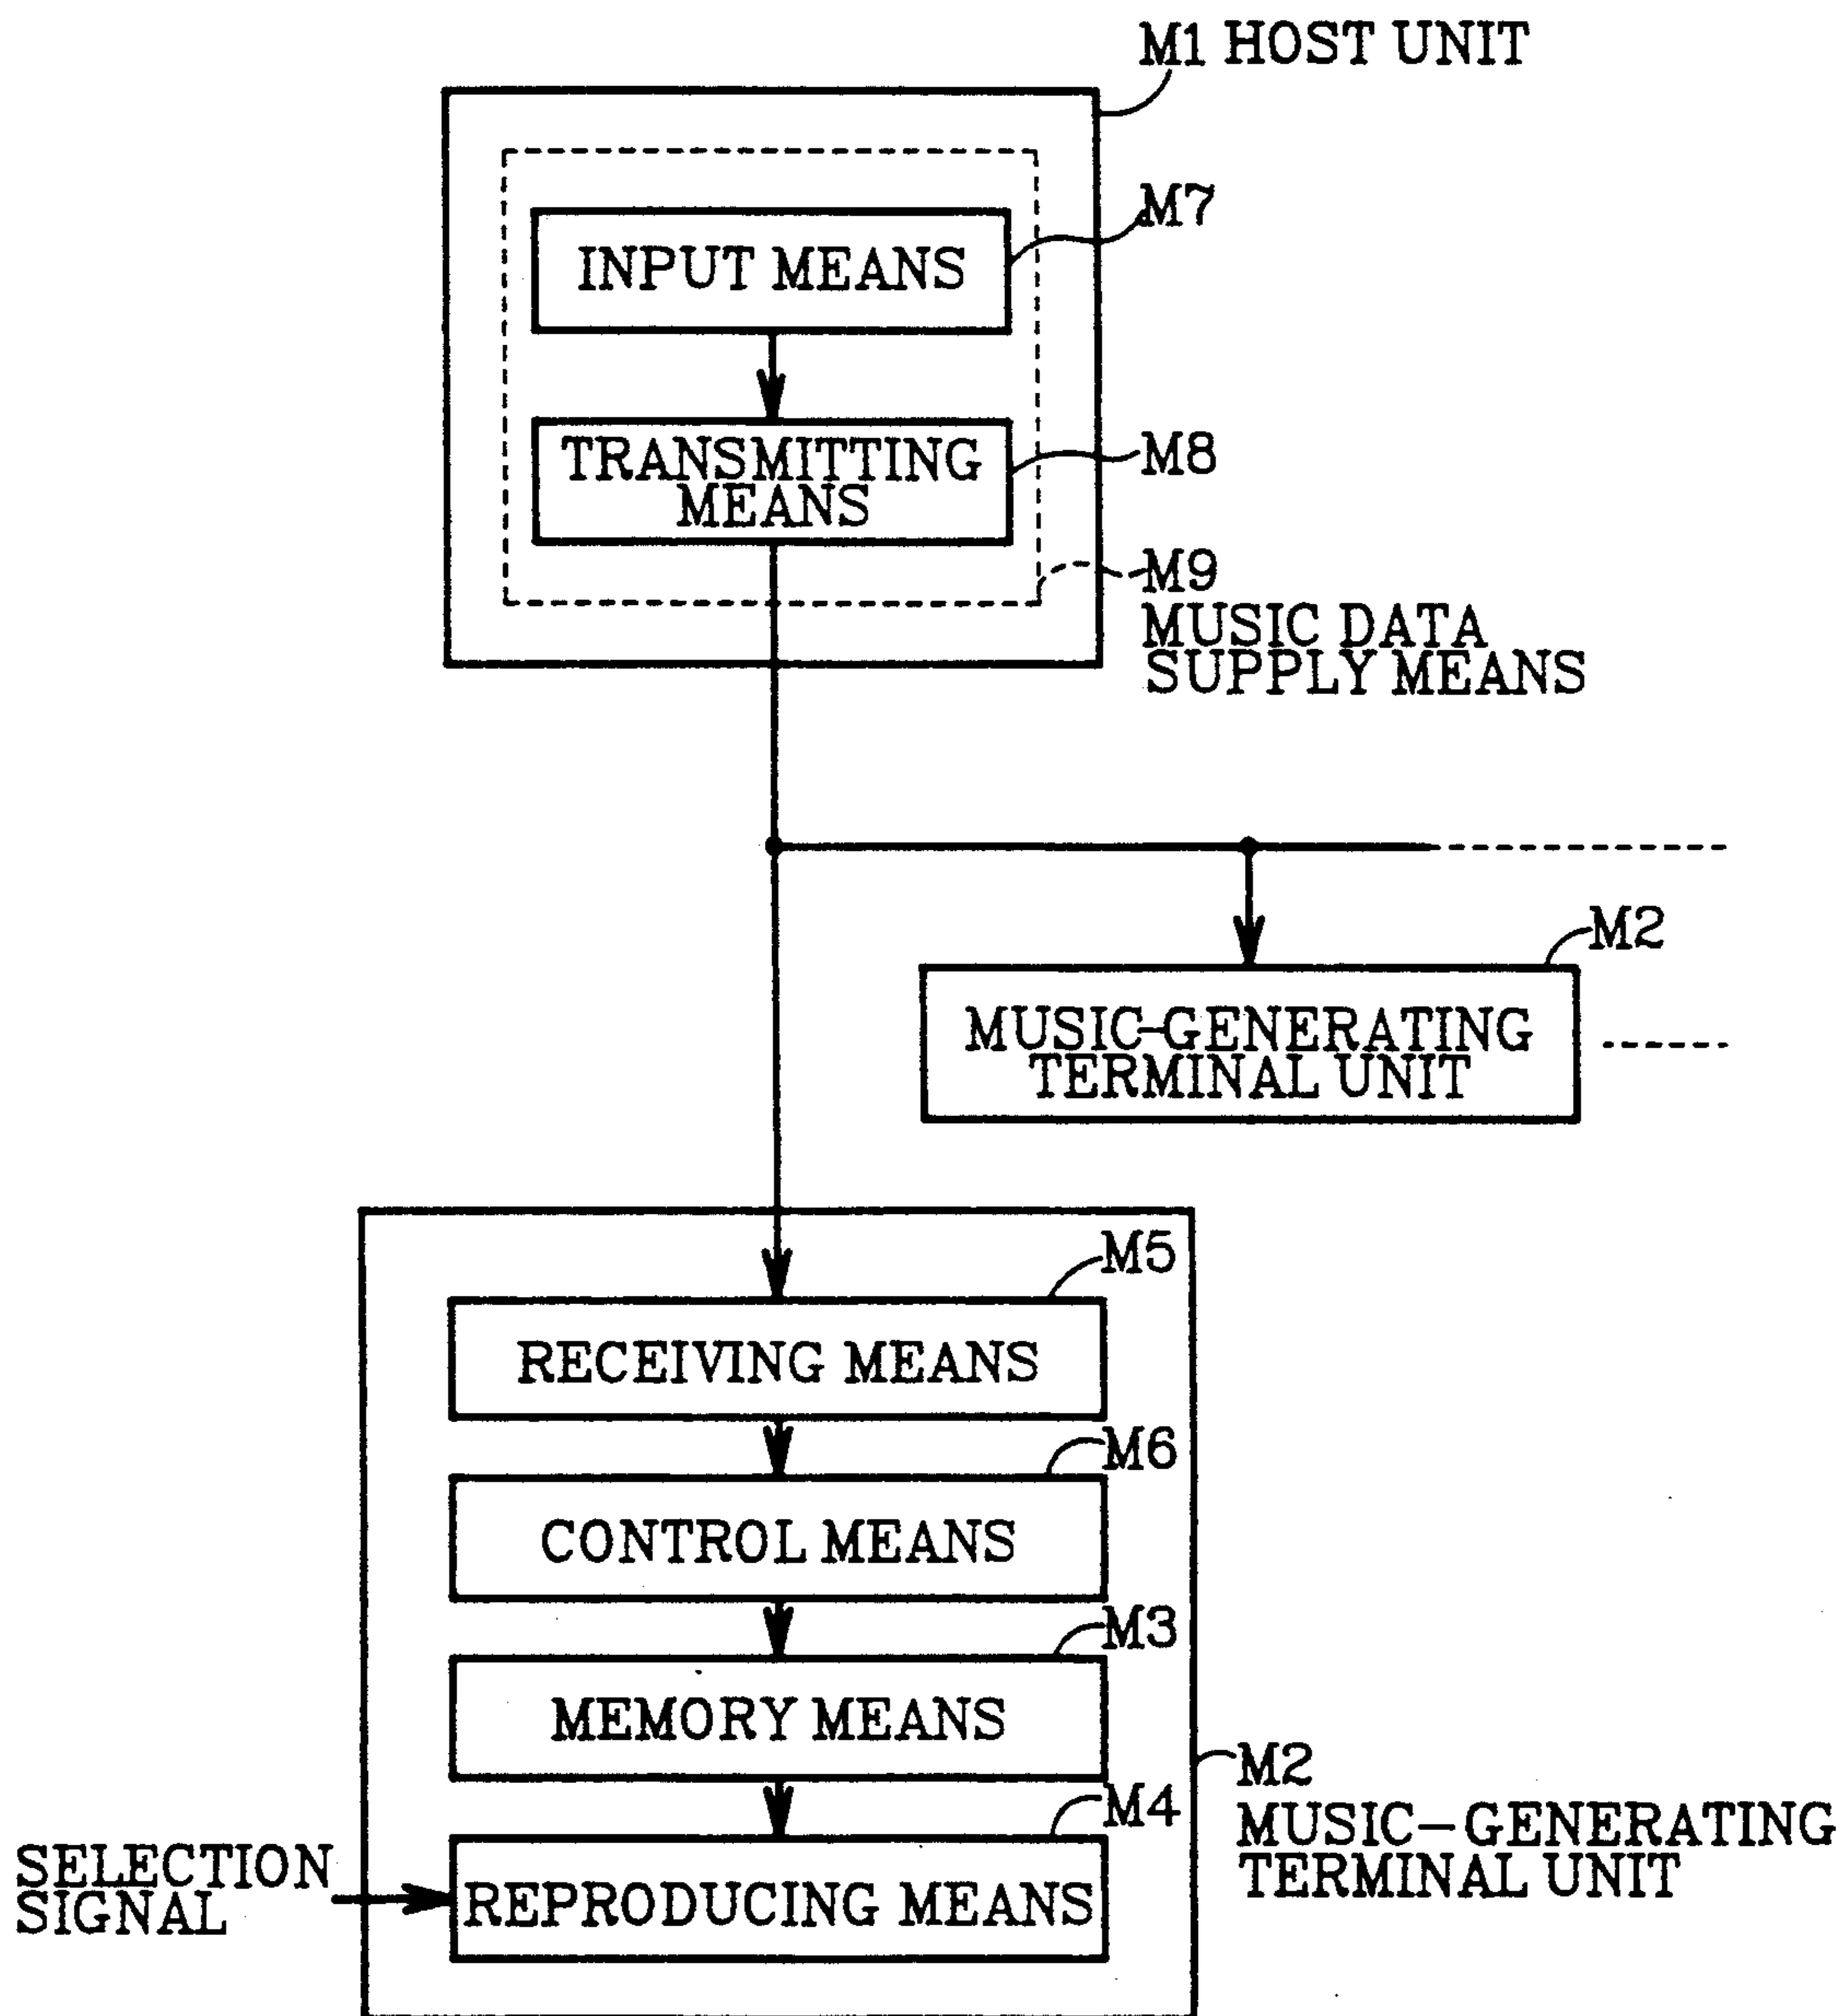 M1 HOST UNIT
M7
INPUT MEANS
TRANSMITTING
MEANS
M8
M9
MUSIC DATA
SUPPLY MEANS
M2
MUSIC-GENERATING
TERMINAL UNIT
M5
RECEIVING MEANS
M6
CONTROL MEANS
M3
MEMORY MEANS
M2
MUSIC-GENERATING
TERMINAL UNIT
M4
SELECTION
SIGNAL
REPRODUCING MEANS